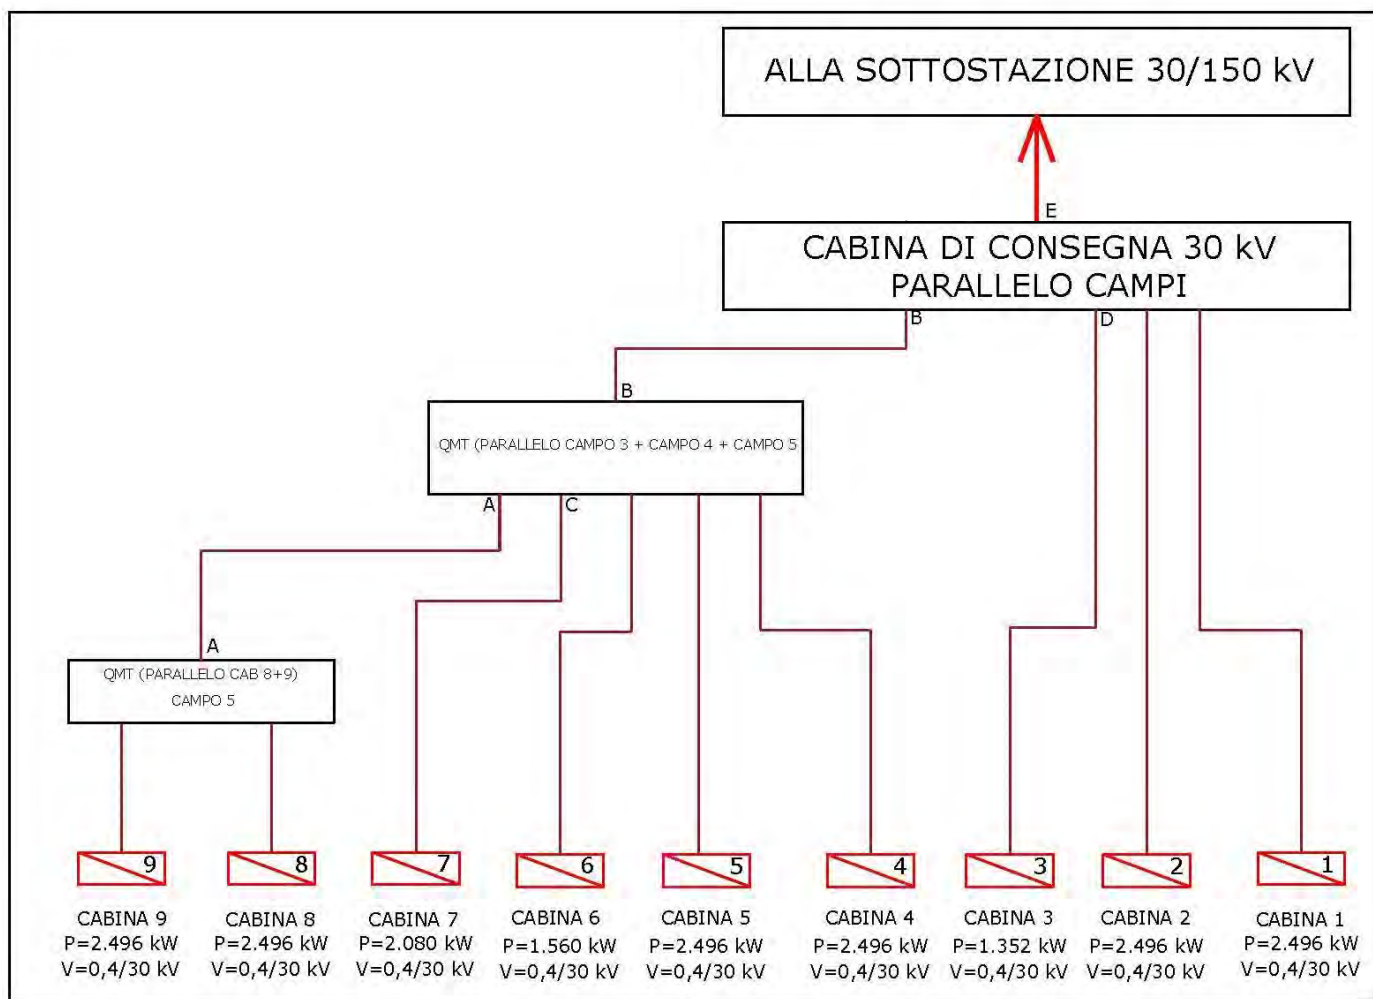 ALLA SOTTOSTAZIONE 30/150 kV
E
CABINA DI CONSEGNA 30 kV
PARALLELO CAMPI
B
D
B
QMT (PARALLELO CAMPO 3 + CAMPO 4 + CAMPO 5
A
C
A
QMT (PARALLELO CAB 8+9)
CAMPO 5
9
8
7
6
5
4
3
2
1
CABINA 9
P=2.496 kW
V=0,4/30 kV
CABINA 8
P=2.496 kW
V=0,4/30 kV
CABINA 7
P=2.080 kW
V=0,4/30 kV
CABINA 6
P=1.560 kW
V=0,4/30 kV
CABINA 5
P=2.496 kW
V=0,4/30 kV
CABINA 4
P=2.496 kW
V=0,4/30 kV
CABINA 3
P=1.352 kW
V=0,4/30 kV
CABINA 2
P=2.496 kW
V=0,4/30 kV
CABINA 1
P=2.496 kW
V=0,4/30 kV